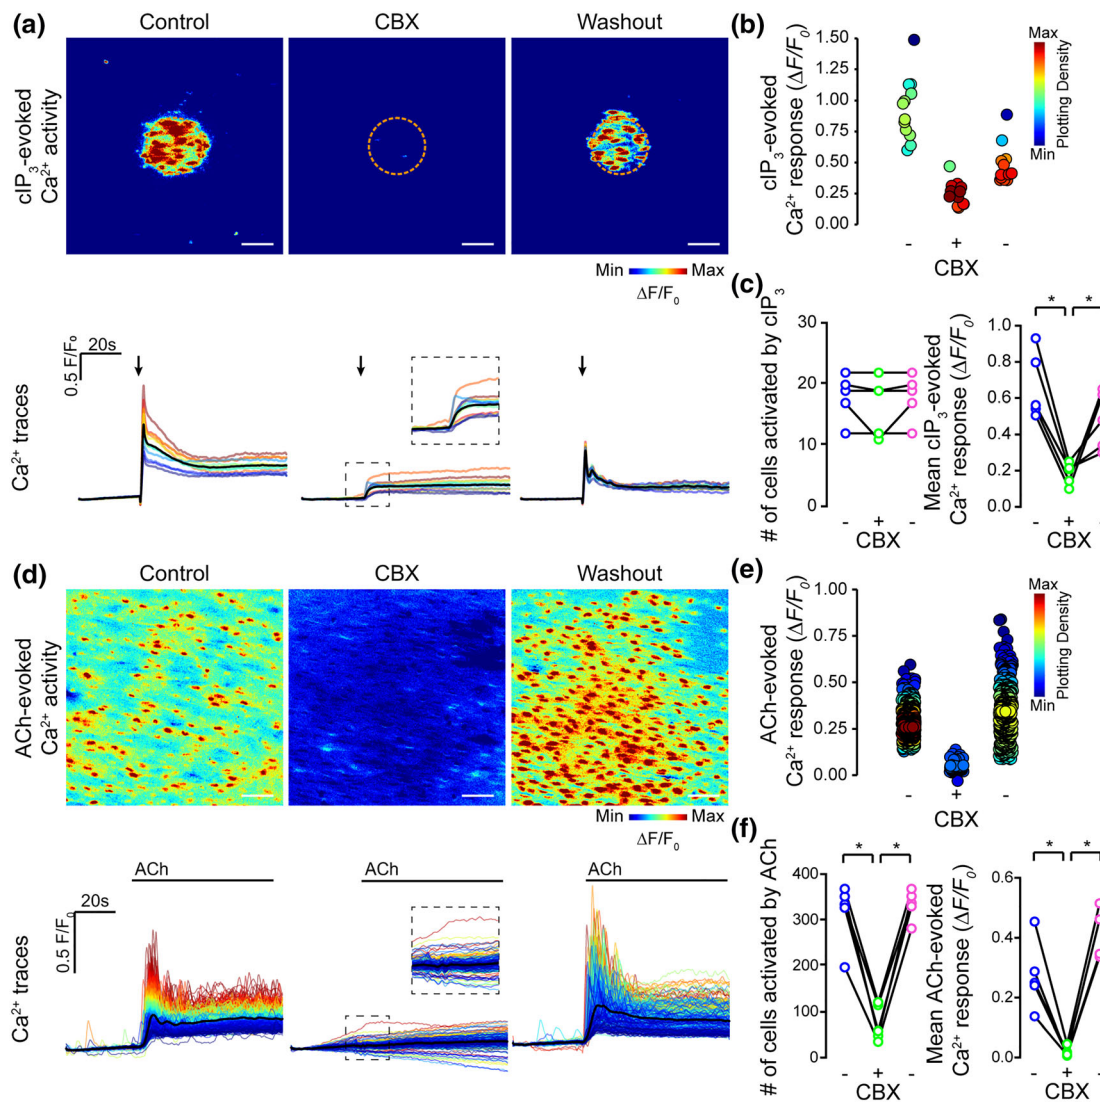 (a)
Control
CBX
Washout
cIP3-evoked
Ca2+ activity
Min
Max
ΔF/F0
20s
0.5 F/F0
Ca2+ traces
(b)
cIP3-evoked
Ca2+ response (ΔF/F0)
1.50
1.25
1.00
0.75
0.50
0.25
0.00
-
+
-
CBX
Max
Plotting Density
Min
(c)
# of cells activated by cIP3
30
20
10
0
-
+
-
CBX
*
*
Mean cIP3-evoked
Ca2+ response (ΔF/F0)
1.0
0.8
0.6
0.4
0.2
0.0
-
+
-
CBX
(d)
Control
CBX
Washout
ACh-evoked
Ca2+ activity
Min
Max
ΔF/F0
ACh
ACh
ACh
20s
0.5 F/F0
Ca2+ traces
(e)
ACh-evoked
Ca2+ response (ΔF/F0)
1.00
0.75
0.50
0.25
0.00
-
+
-
CBX
Max
Plotting Density
Min
(f)
# of cells activated by ACh
*
*
400
300
200
100
0
-
+
-
CBX
*
*
Mean ACh-evoked
Ca2+ response (ΔF/F0)
0.6
0.4
0.2
0.0
-
+
-
CBX